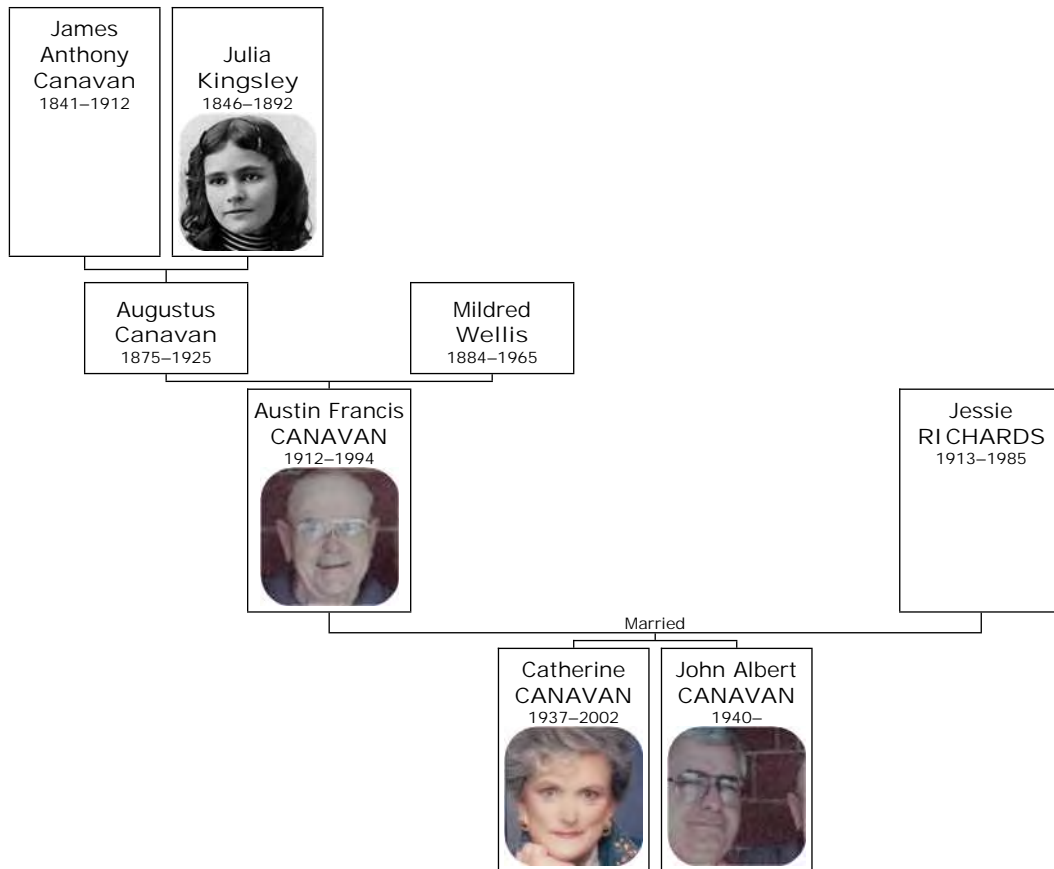 James
Anthony
Canavan
1841–1912
Julia
Kingsley
1846–1892
Augustus
Canavan
1875–1925
Mildred
Wellis
1884–1965
Austin Francis
CANAVAN
1912–1994
Jessie
RICHARDS
1913–1985
Married
Catherine
CANAVAN
1937–2002
John Albert
CANAVAN
1940–